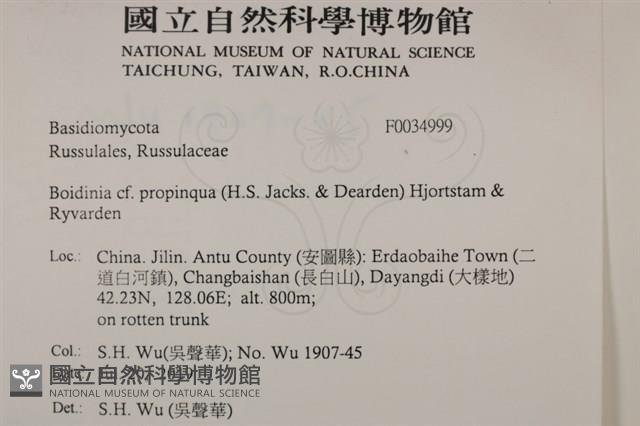 國立自然科學博物館
NATIONAL MUSEUM OF NATURAL SCIENCE
TAICHUNG, TAIWAN, R.O.CHINA
Basidiomycota F0034999
Russulales, Russulaceae
Boidinia cf. propinqua (H.S. Jacks. & Dearden) Hjortstam &
Ryvarden
Loc.: China. Jilin. Antu County (安圖縣): Erdaobaihe Town (二
道白河鎮), Changbaishan (長白山), Dayangdi (大樣地)
42.23N, 128.06E; alt. 800m;
on rotten trunk
Col.: S.H. Wu(吳聲華); No. Wu 1907-45
國立自然科學博物館
NATIONAL MUSEUM OF NATURAL SCIENCE
Det.: S.H. Wu (吳聲華)